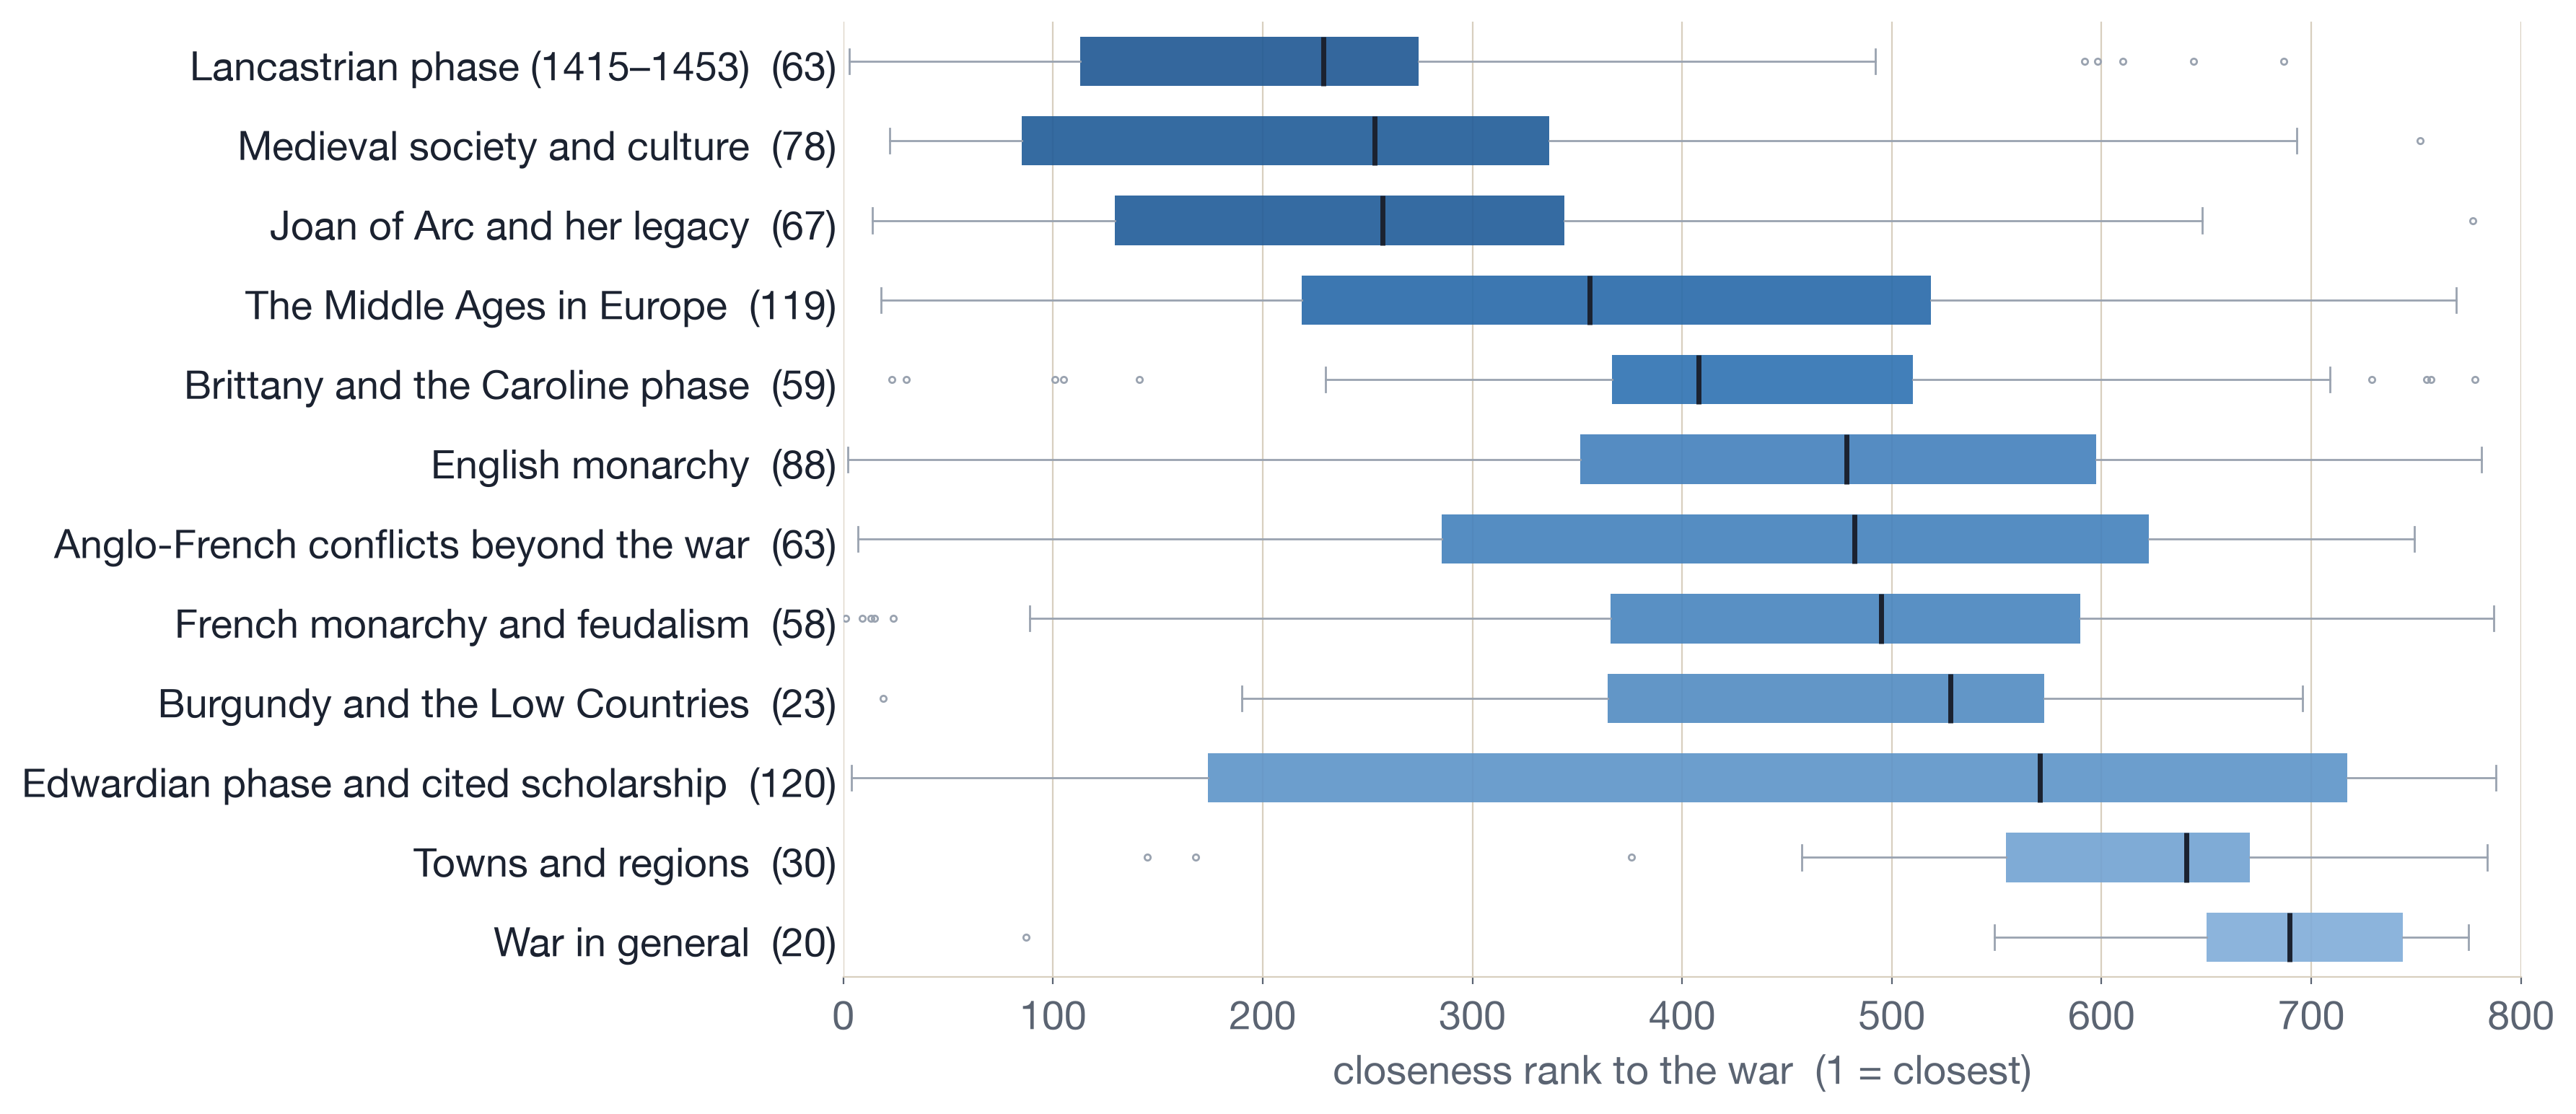 Lancastrian phase (1415–1453) (63)
Medieval society and culture (78)
Joan of Arc and her legacy (67)
The Middle Ages in Europe (119)
Brittany and the Caroline phase (59)
English monarchy (88)
Anglo-French conflicts beyond the war (63)
French monarchy and feudalism (58)
Burgundy and the Low Countries (23)
Edwardian phase and cited scholarship (120)
Towns and regions (30)
War in general (20)
0 100 200 300 400 500 600 700 800
closeness rank to the war (1 = closest)